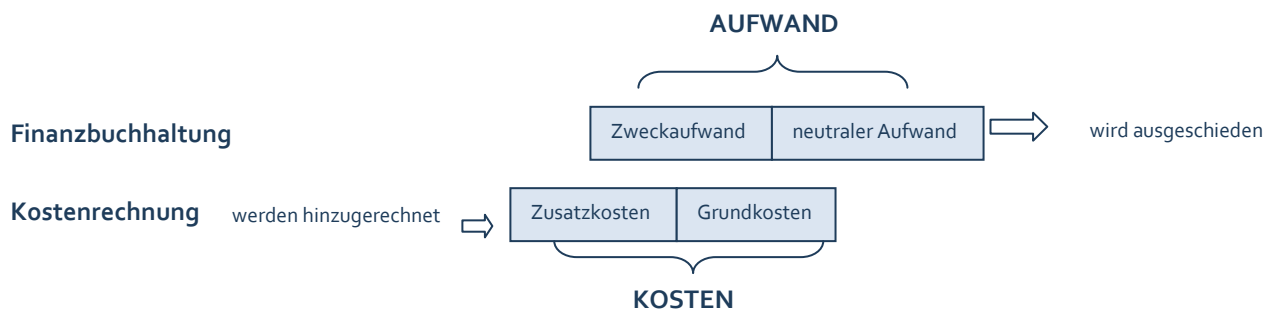 AUFWAND
Finanzbuchhaltung Zweckaufwand neutraler Aufwand wird ausgeschieden
Kostenrechnung werden hinzugerechnet Zusatzkosten Grundkosten
KOSTEN